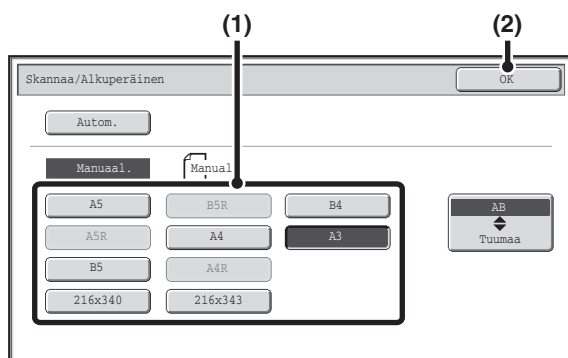 (1) (2)
Skannaa/Alkuperäinen OK
Autom.
Manuaal. Manual
A5 B5R B4 AB
A5R A4 A3 Tuumaa
B5 A4R
216x340 216x343